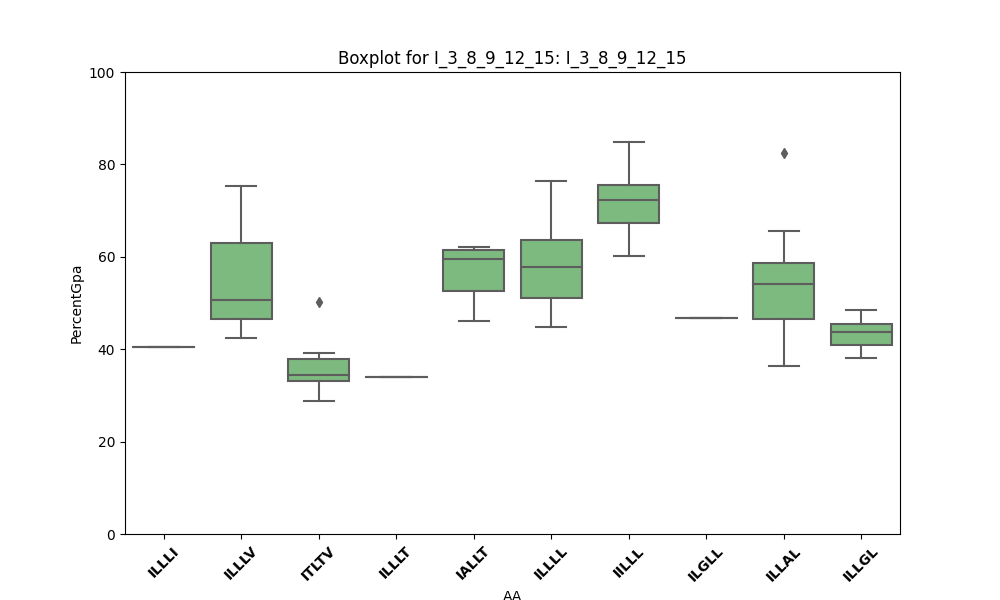 Boxplot for I_3_8_9_12_15: I_3_8_9_12_15
100
80
60
40
20
0
PercentGpa
ILLLI ILLLV ITLTV ILLLT IALLT ILLLL IILLL ILGLL ILLAL ILLGL
AA